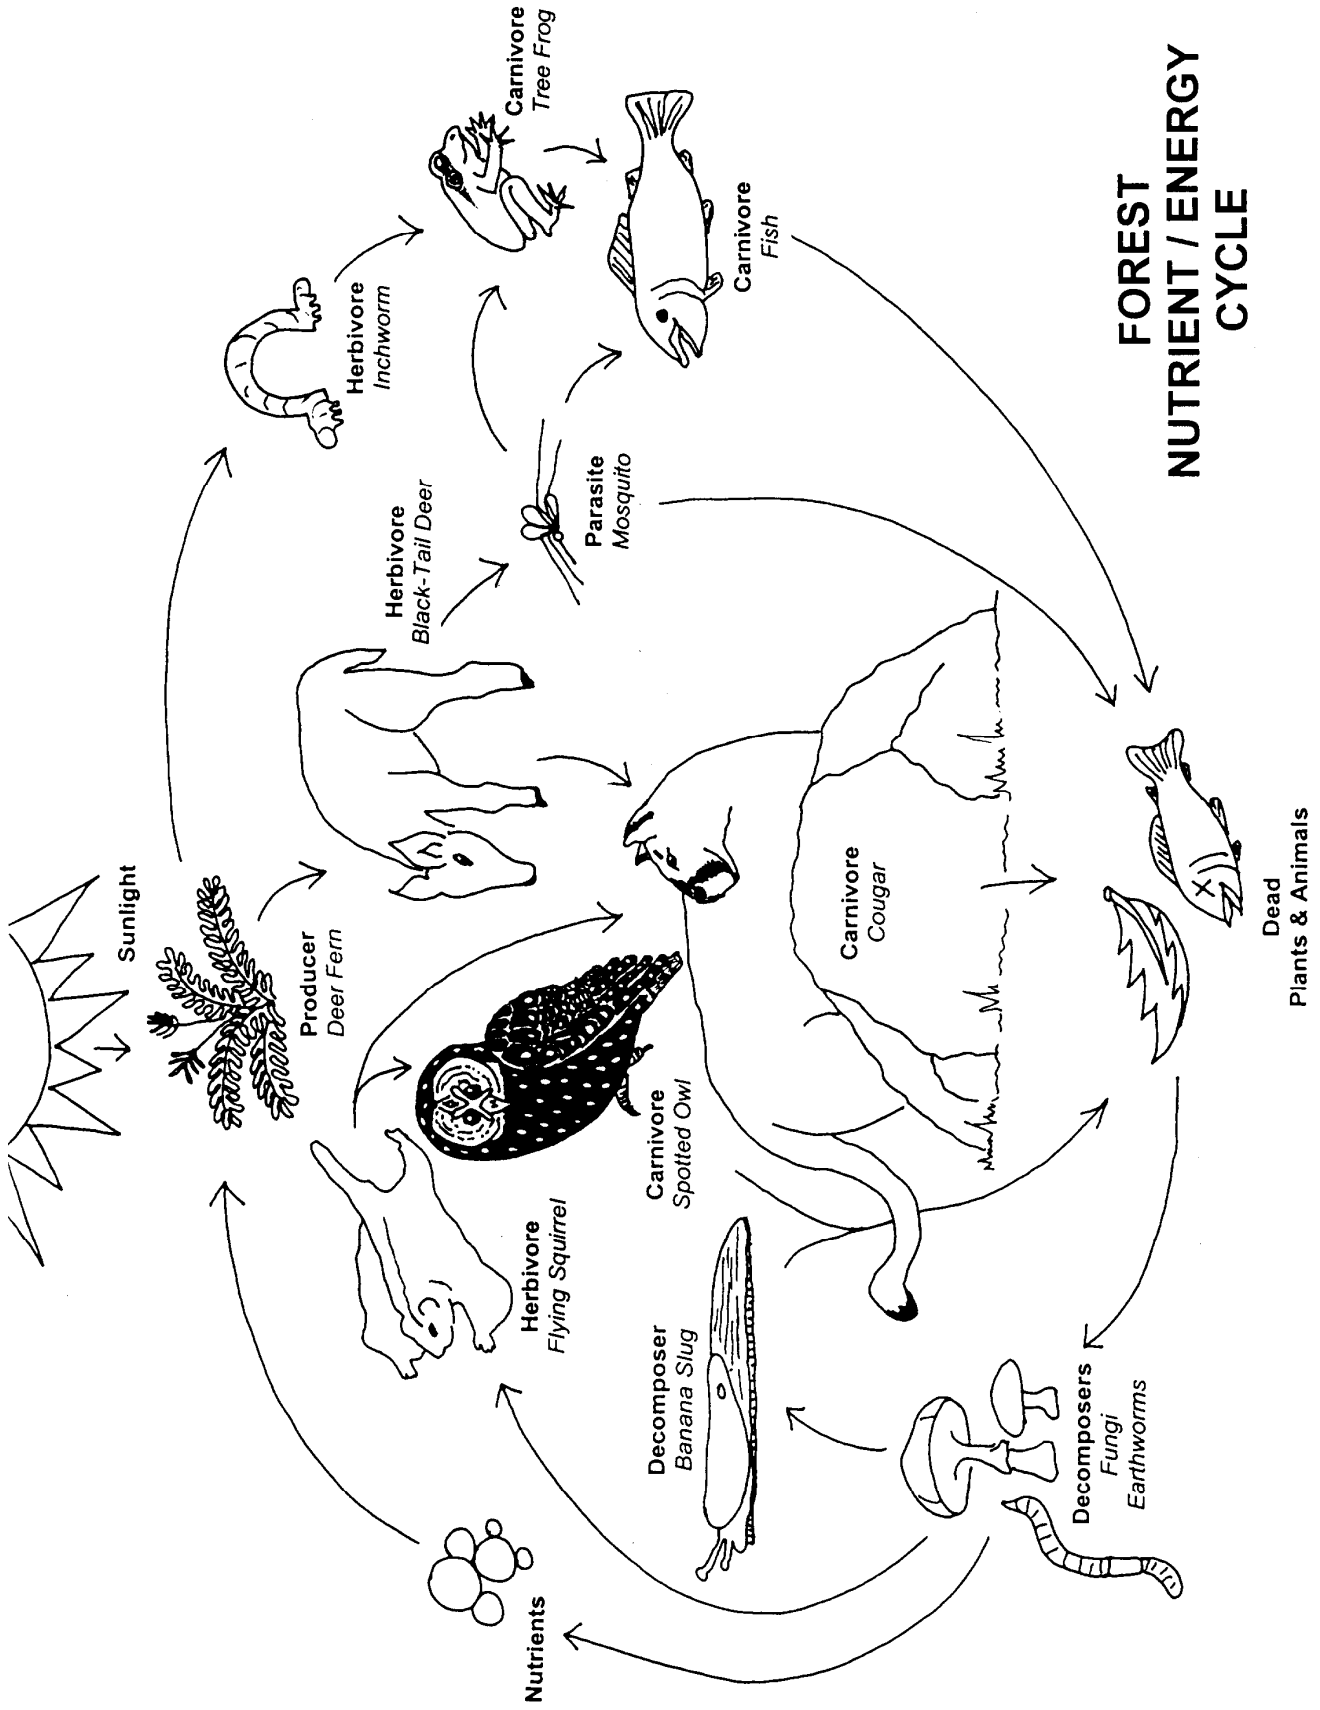 Sunlight
Producer
Deer Fern
Herbivore
Inchworm
Carnivore
Tree Frog
Herbivore
Black-Tail Deer
Parasite
Mosquito
Carnivore
Fish
Nutrients
Herbivore
Flying Squirrel
Carnivore
Spotted Owl
Decomposer
Banana Slug
Carnivore
Cougar
Decomposers
Fungi
Earthworms
Dead
Plants & Animals
FOREST
NUTRIENT / ENERGY
CYCLE